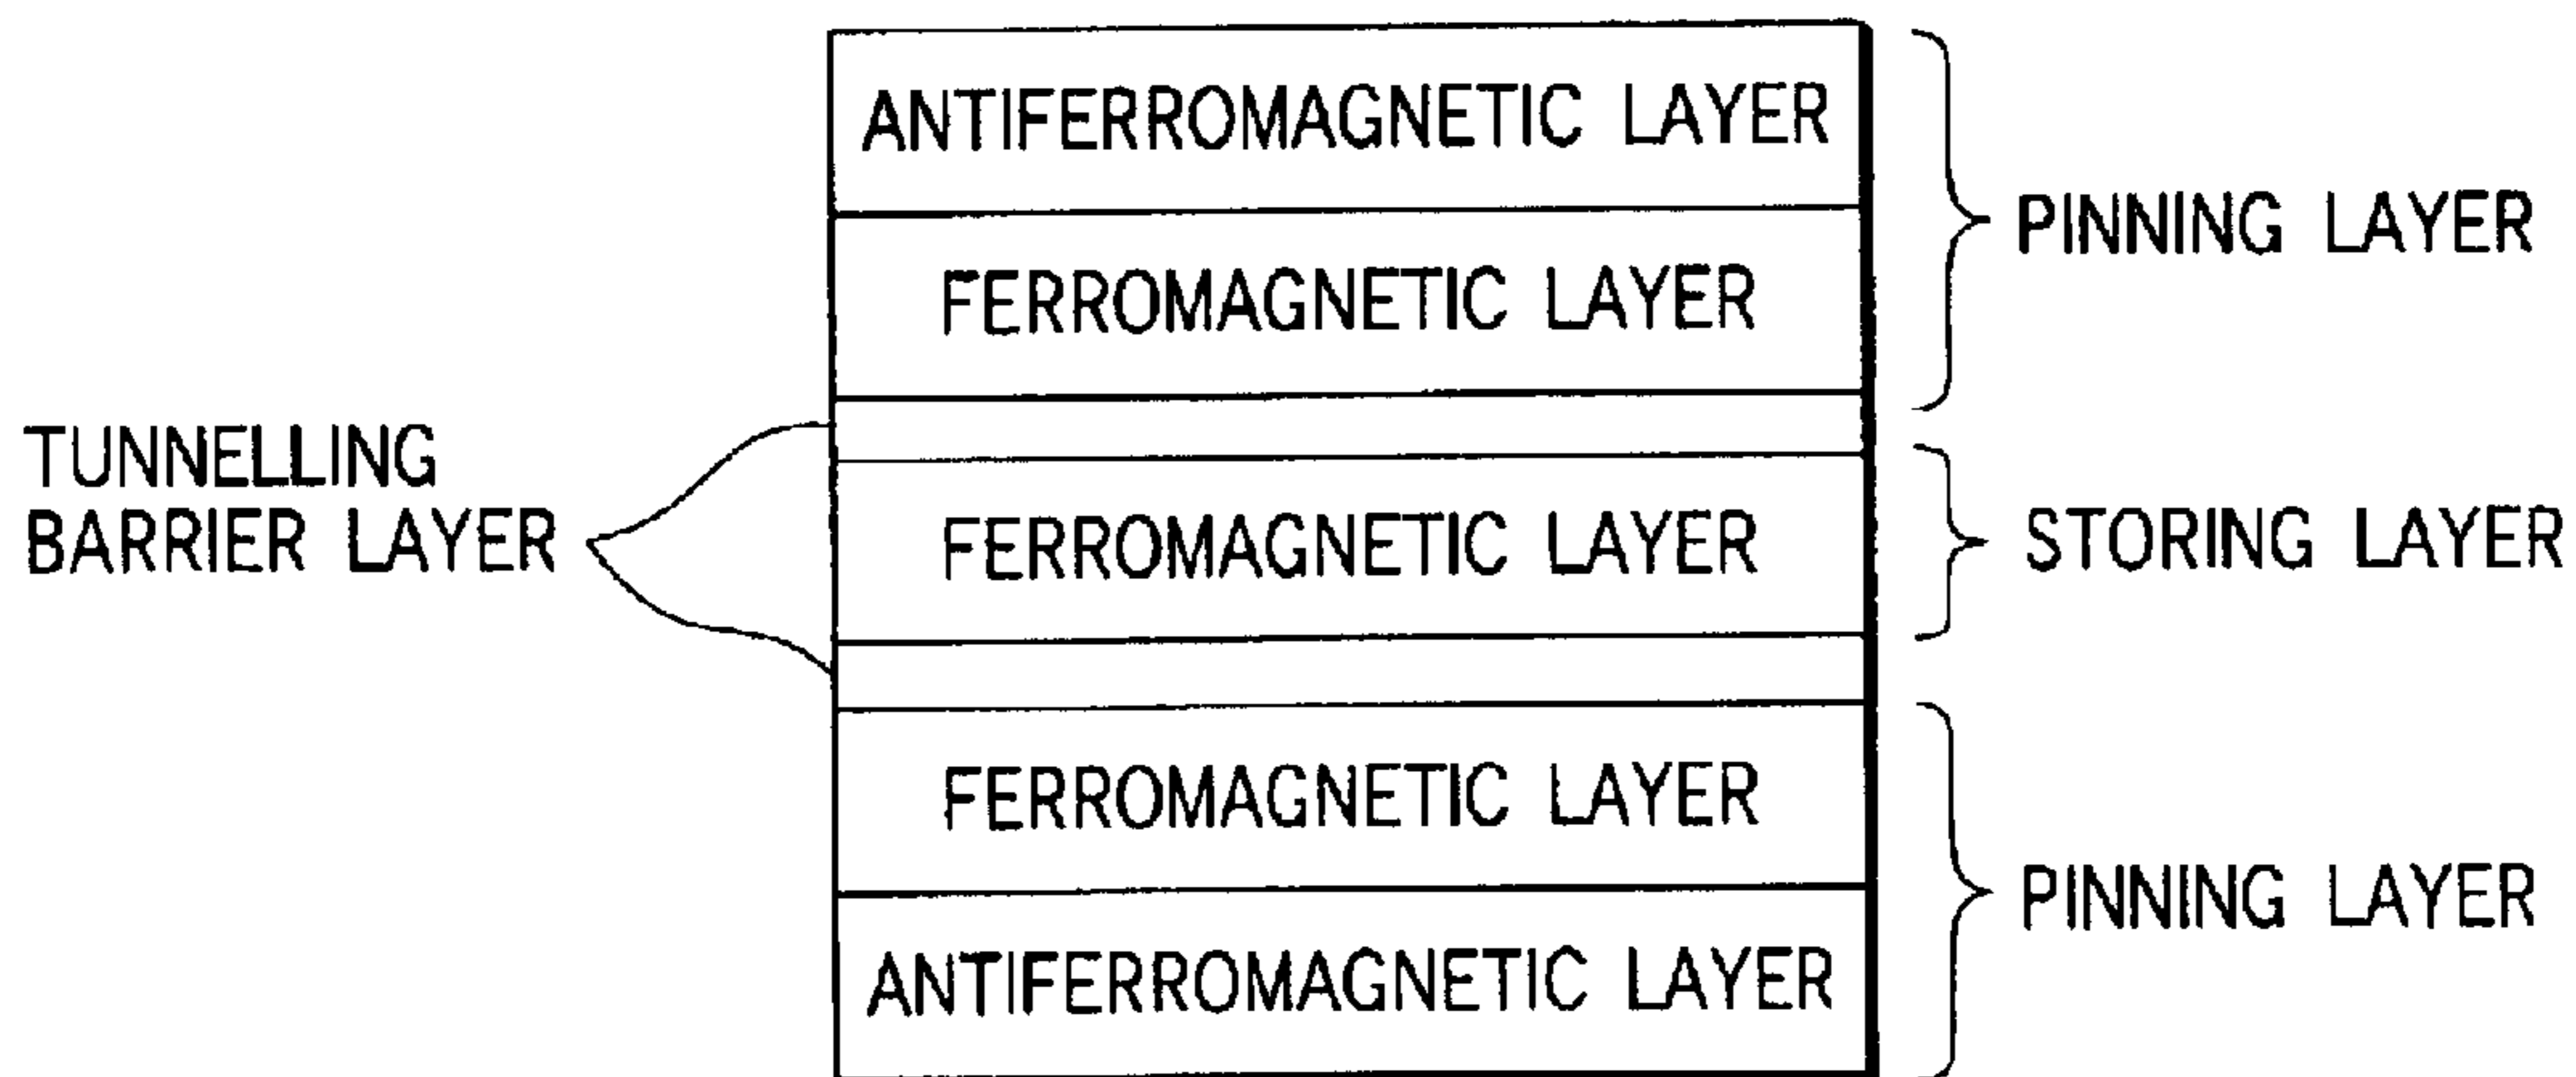 ANTIFERROMAGNETIC LAYER
FERROMAGNETIC LAYER
PINNING LAYER
TUNNELLING
BARRIER LAYER
FERROMAGNETIC LAYER
STORING LAYER
FERROMAGNETIC LAYER
PINNING LAYER
ANTIFERROMAGNETIC LAYER